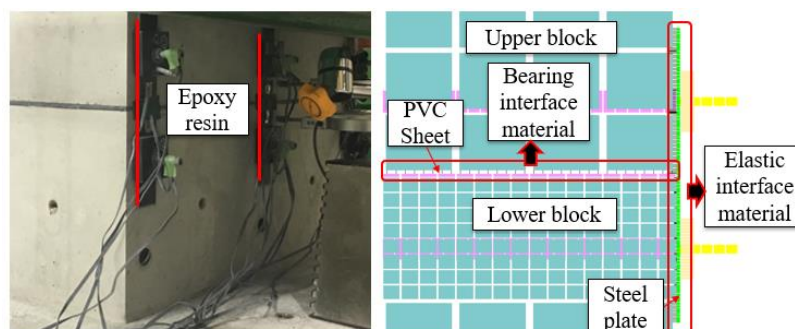 Epoxy
resin
Upper block
Bearing
interface
material
PVC
Sheet
Elastic
interface
material
Lower block
Steel
plate